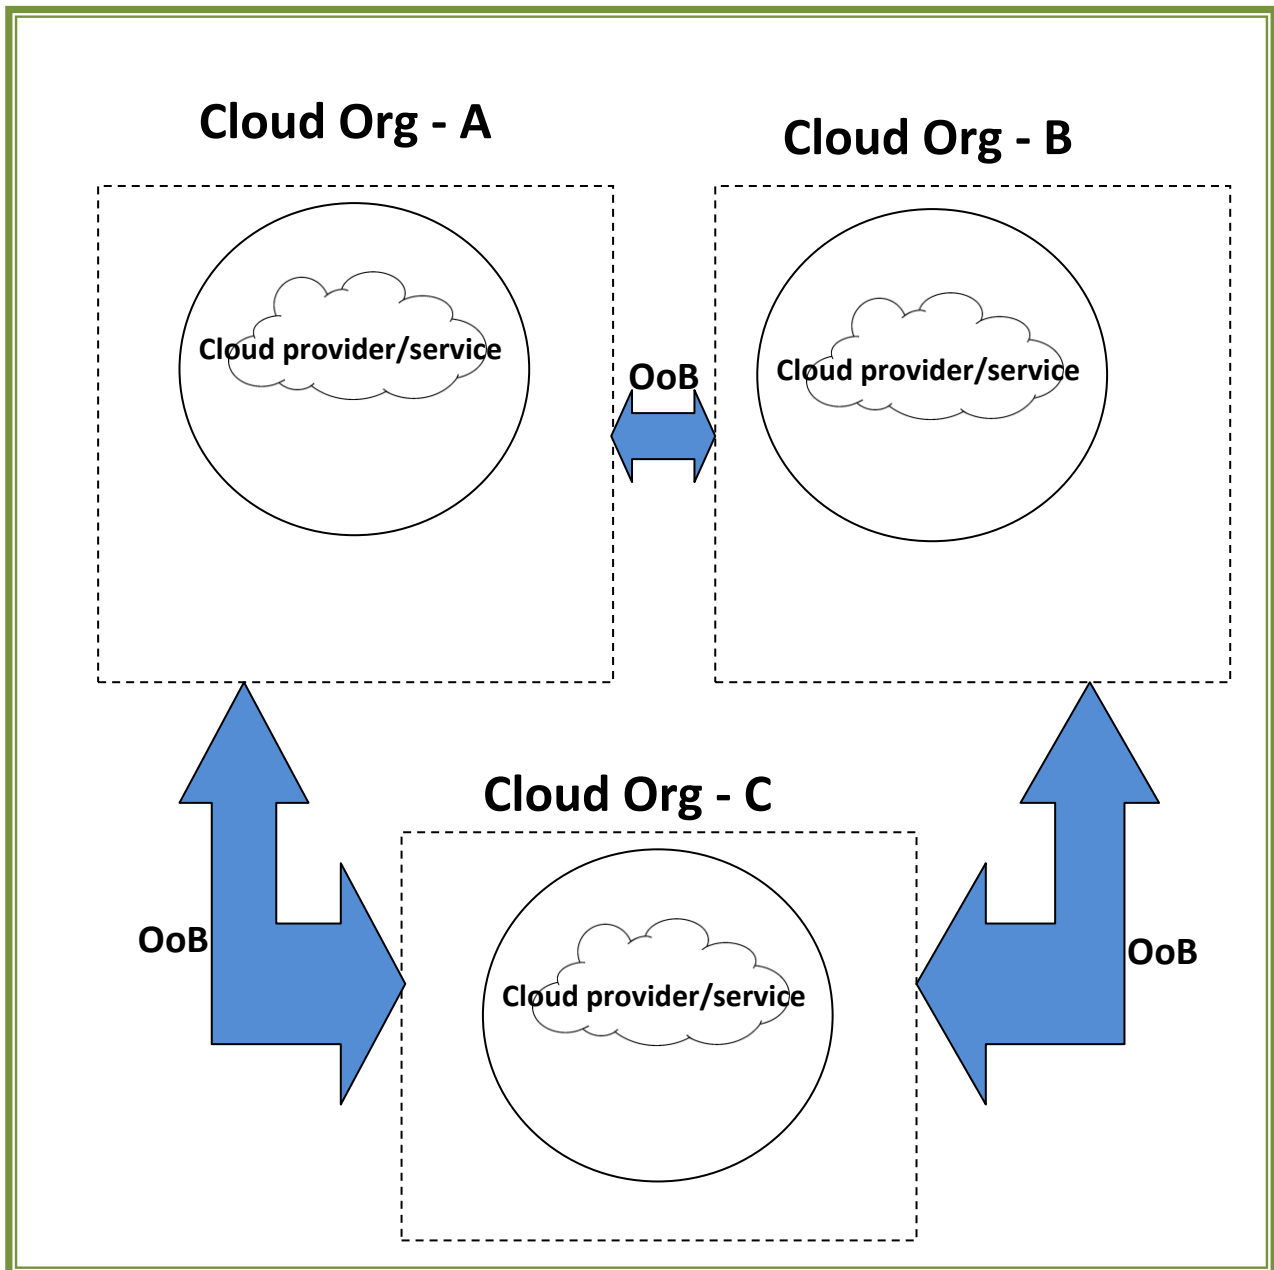 Cloud Org - A
Cloud Org - B
Cloud provider/service
OoB
Cloud provider/service
Cloud Org - C
OoB
Cloud provider/service
OoB